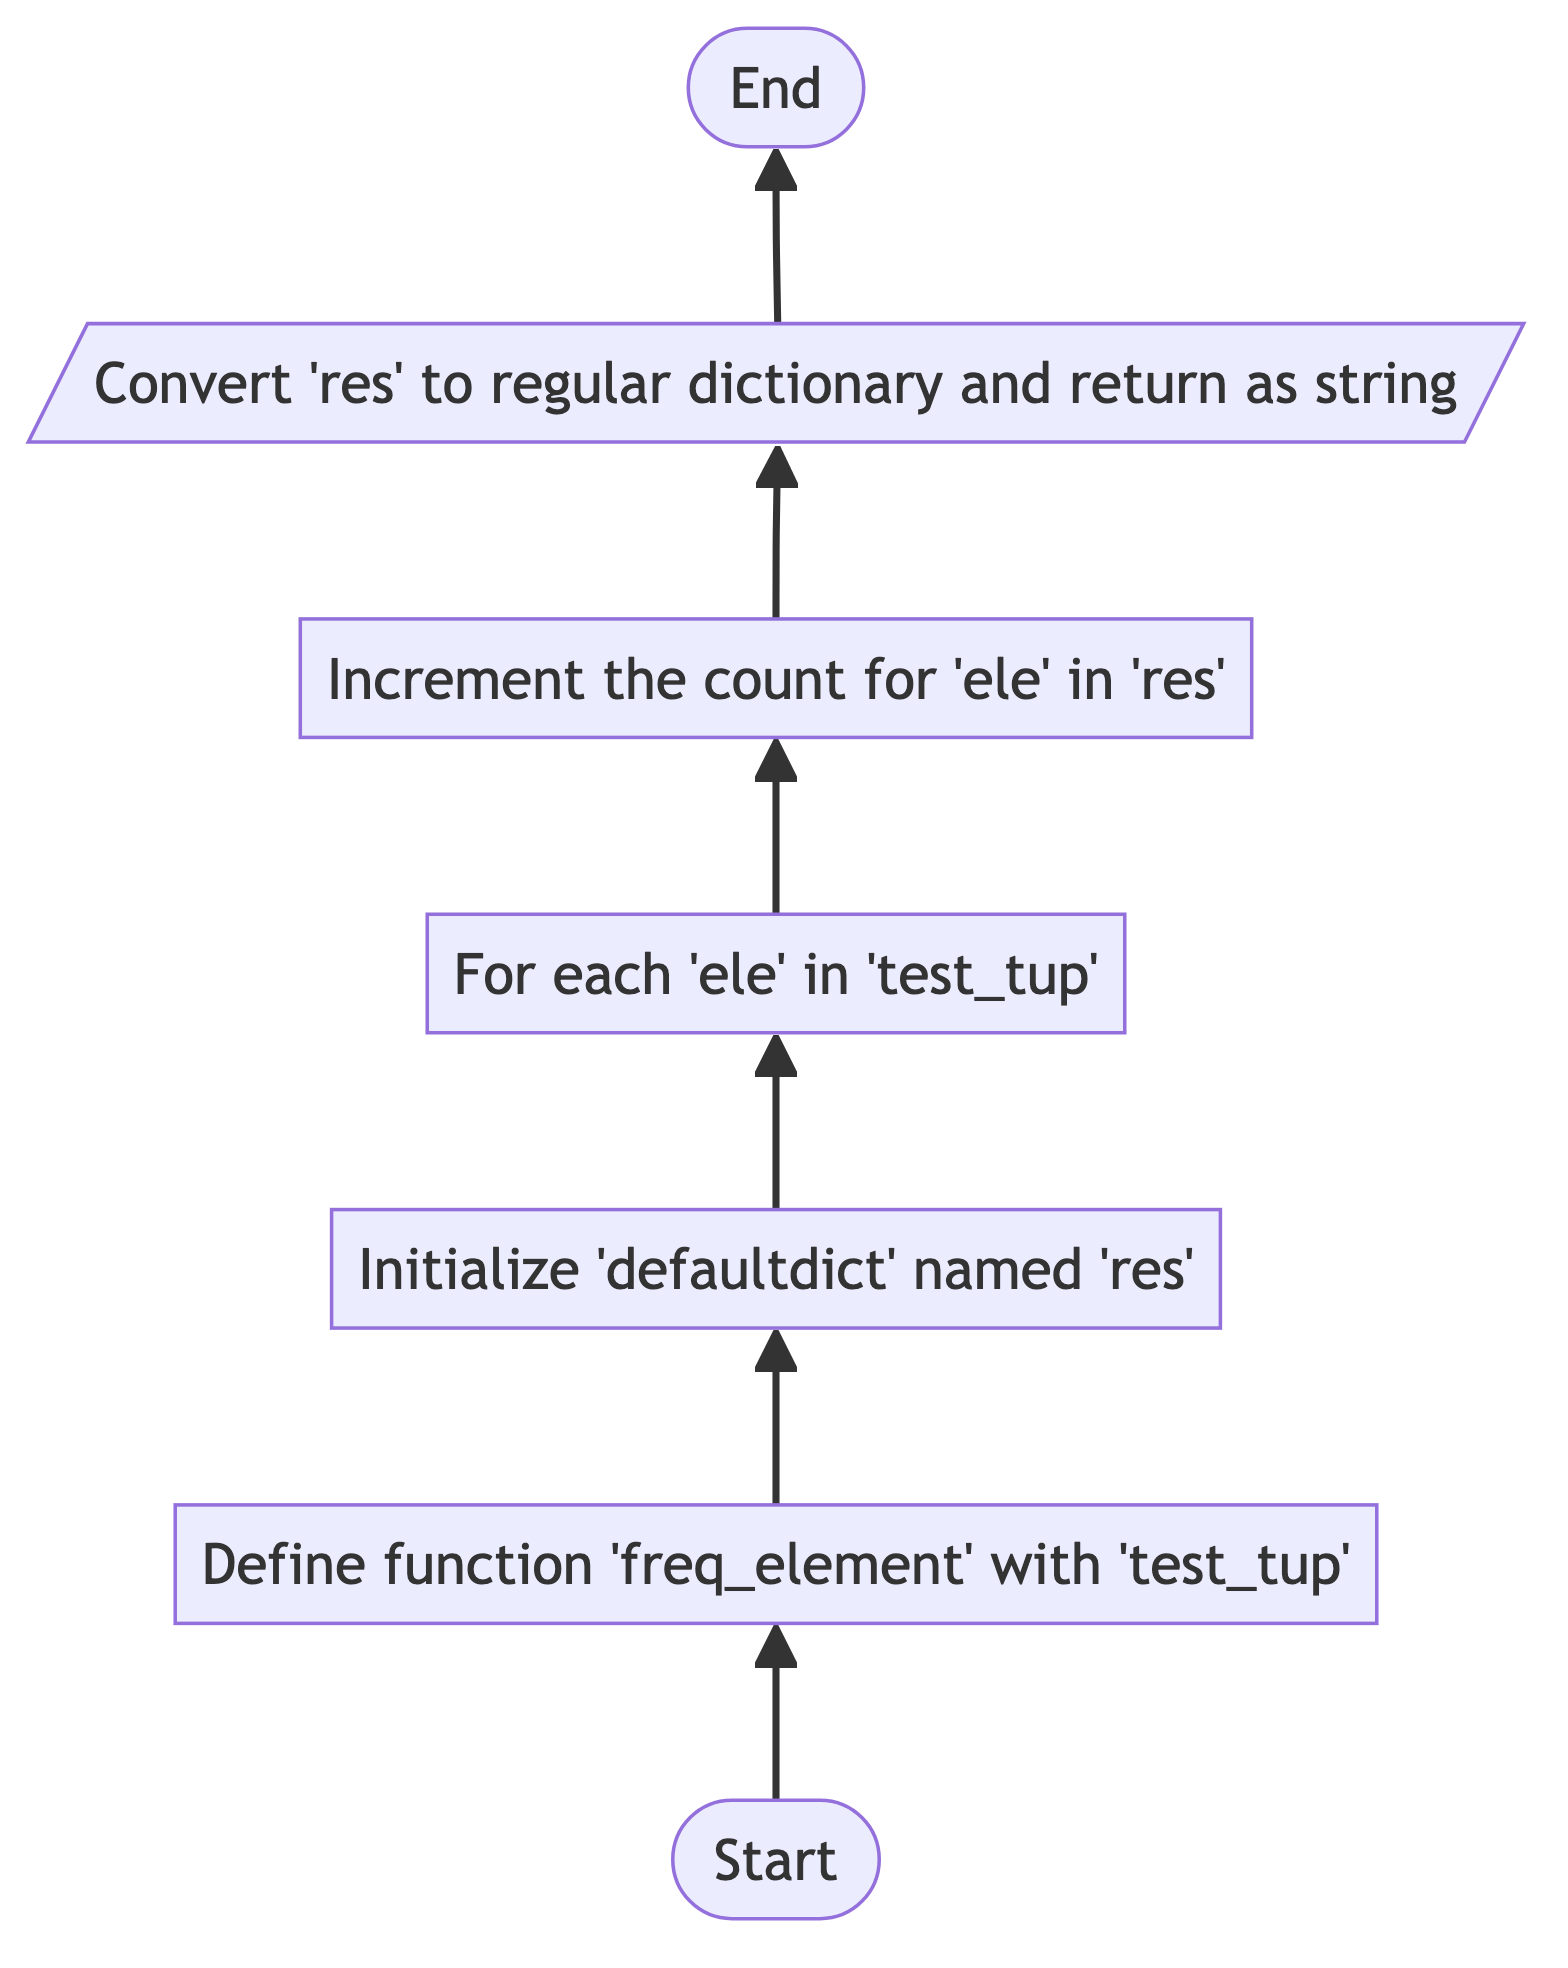 End
Convert 'res' to regular dictionary and return as string
Increment the count for 'ele' in 'res'
For each 'ele' in 'test_tup'
Initialize 'defaultdict' named 'res'
Define function 'freq_element' with 'test_tup'
Start